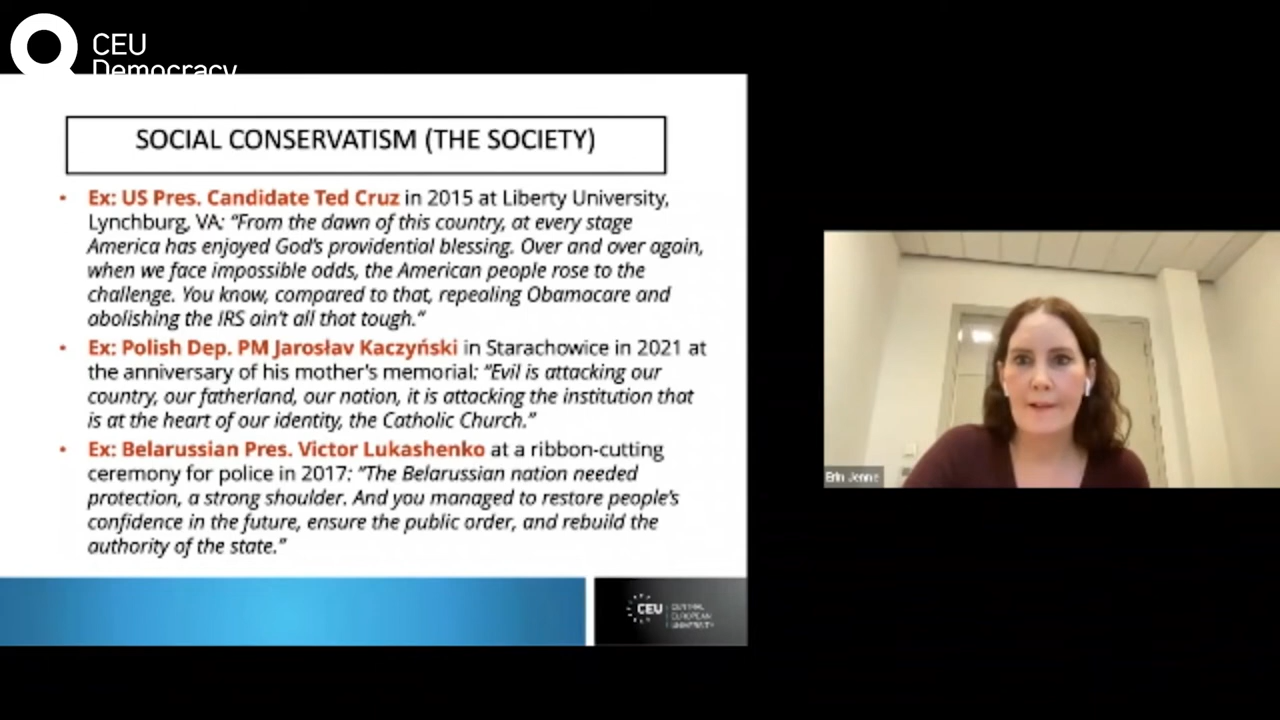 CEU
Democracy
SOCIAL CONSERVATISM (THE SOCIETY)
• Ex: US Pres. Candidate Ted Cruz in 2015 at Liberty University,
Lynchburg, VA: “From the dawn of this country, at every stage
America has enjoyed God’s providential blessing. Over and over again,
when we face impossible odds, the American people rose to the
challenge. You know, compared to that, repealing Obamacare and
abolishing the IRS ain’t all that tough.“
• Ex: Polish Dep. PM Jarosłav Kaczyński in Starachowice in 2021 at
the anniversary of his mother’s memorial: “Evil is attacking our
country, our fatherland, our nation, it is attacking the institution that
is at the heart of our identity, the Catholic Church.”
• Ex: Belarussian Pres. Victor Lukashenko at a ribbon-cutting
ceremony for police in 2017: “The Belarussian nation needed
protection, a strong shoulder. And you managed to restore people’s
confidence in the future, ensure the public order, and rebuild the
authority of the state.”
Erin Jenne
CEU
CENTRAL
EUROPEAN
UNIVERSITY